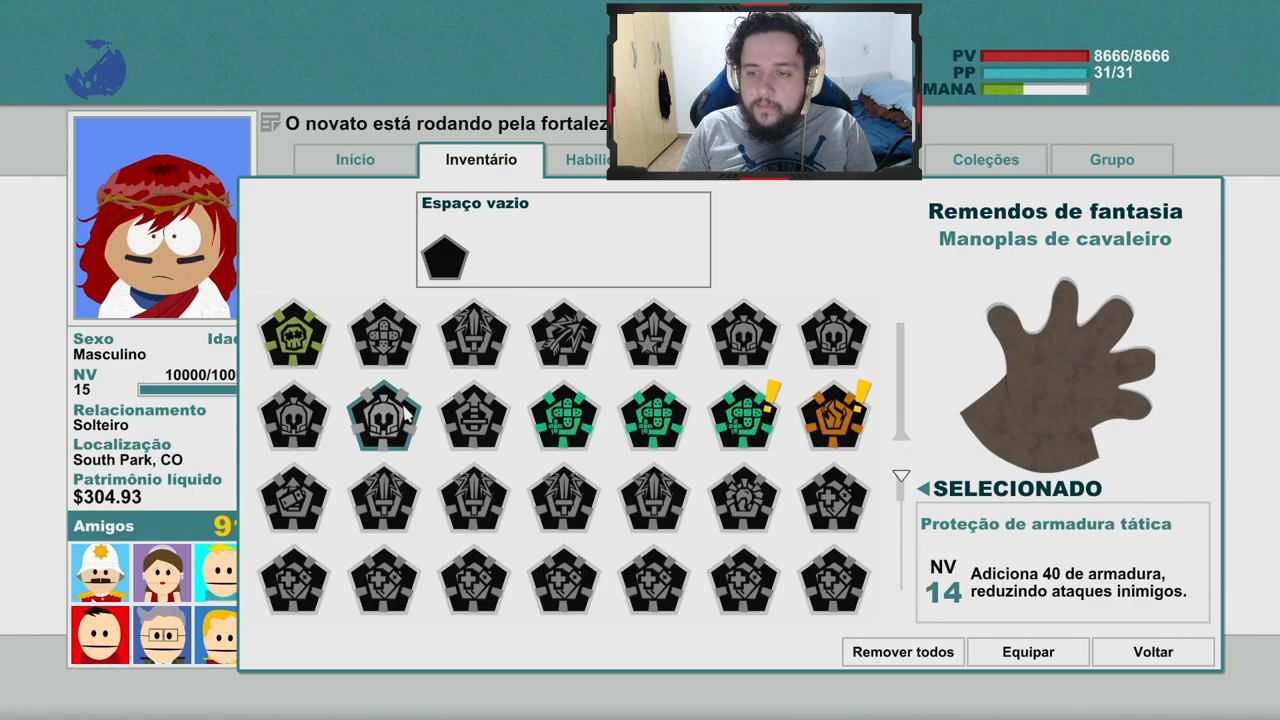 PV 8666/8666
PP 31/31
MANA
O novato está rodando pela fortalez
Início
Inventário
Coleções
Grupo
Espaço vazio
Remendos de fantasia
Manoplas de cavaleiro
Sexo
Masculino
NV 10000/100
15
Relacionamento
Solteiro
Localização
South Park, CO
Patrimônio líquido
$304.93
Amigos
SELECIONADO
Proteção de armadura tática
NV
14
Adiciona 40 de armadura,
reduzindo ataques inimigos.
Remover todos
Equipar
Voltar